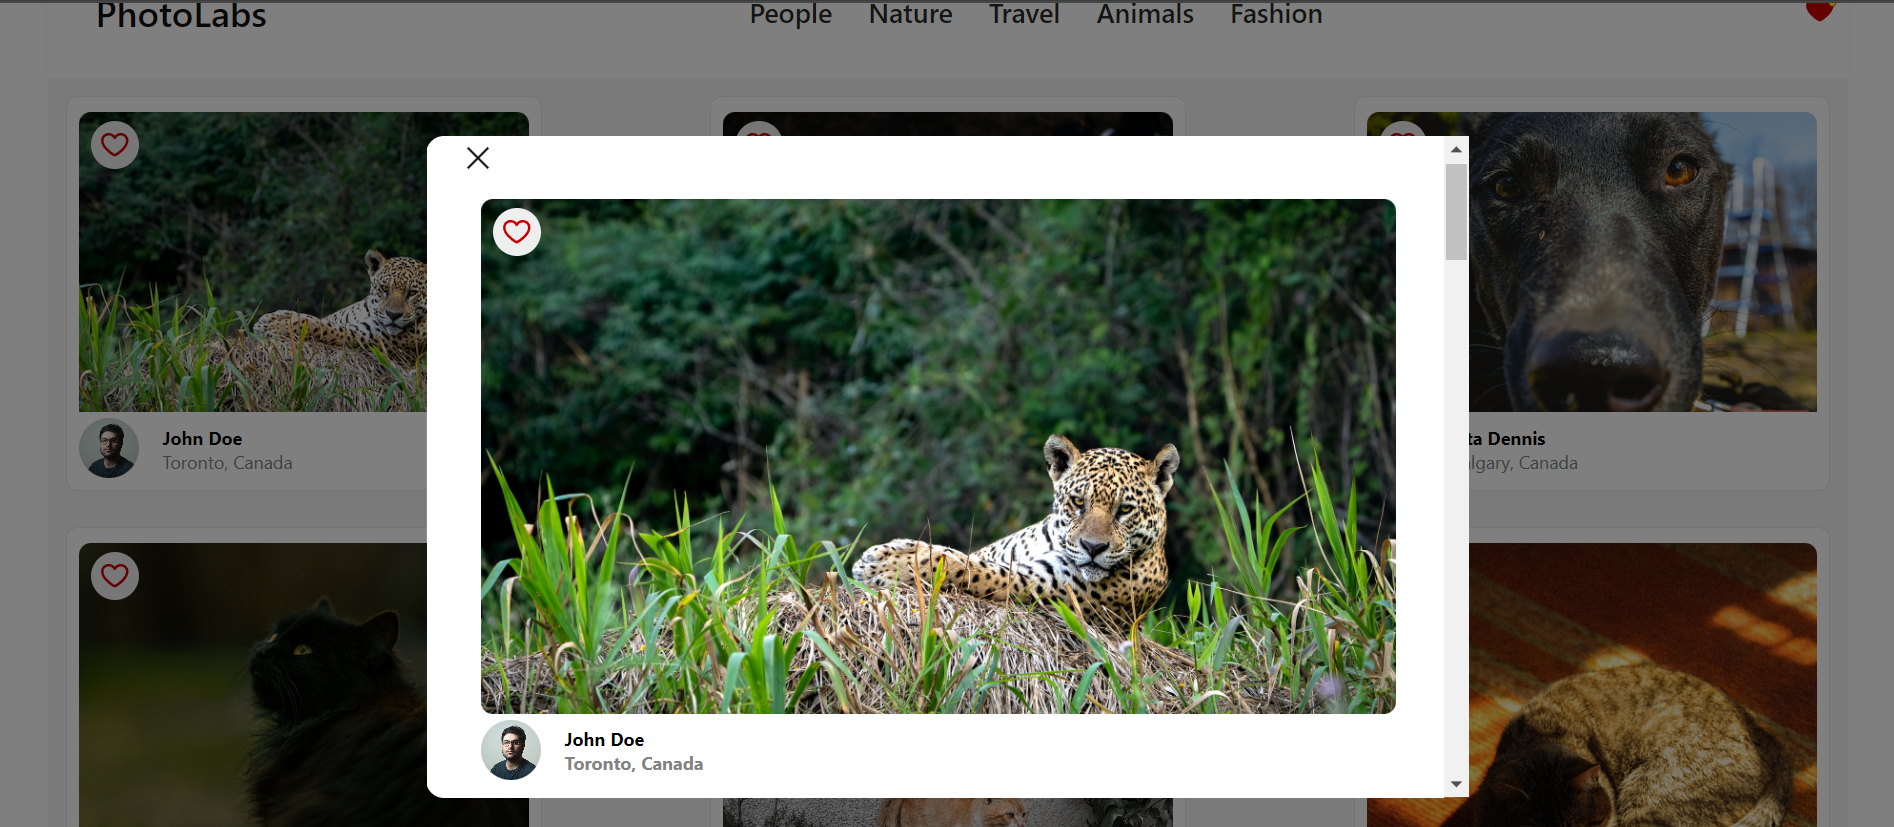 PhotoLabs
People Nature Travel Animals Fashion
John Doe
Toronto, Canada
ta Dennis
lgary, Canada
John Doe
Toronto, Canada